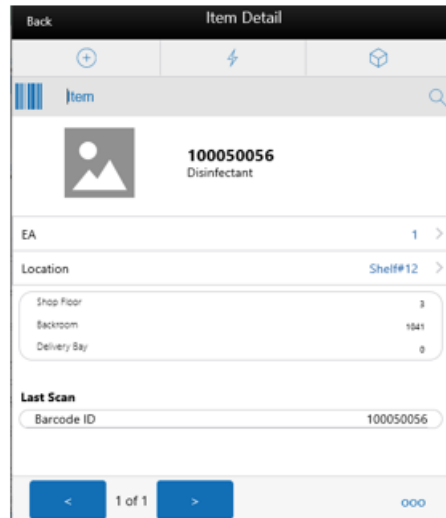 Back Item Detail
Item
100050056
Disinfectant
EA 1 >
Location Shelf#12 >
Shop Floor 3
Backroom 1041
Delivery Bay 0
Last Scan
Barcode ID 100050056
< 1 of 1 > ooo